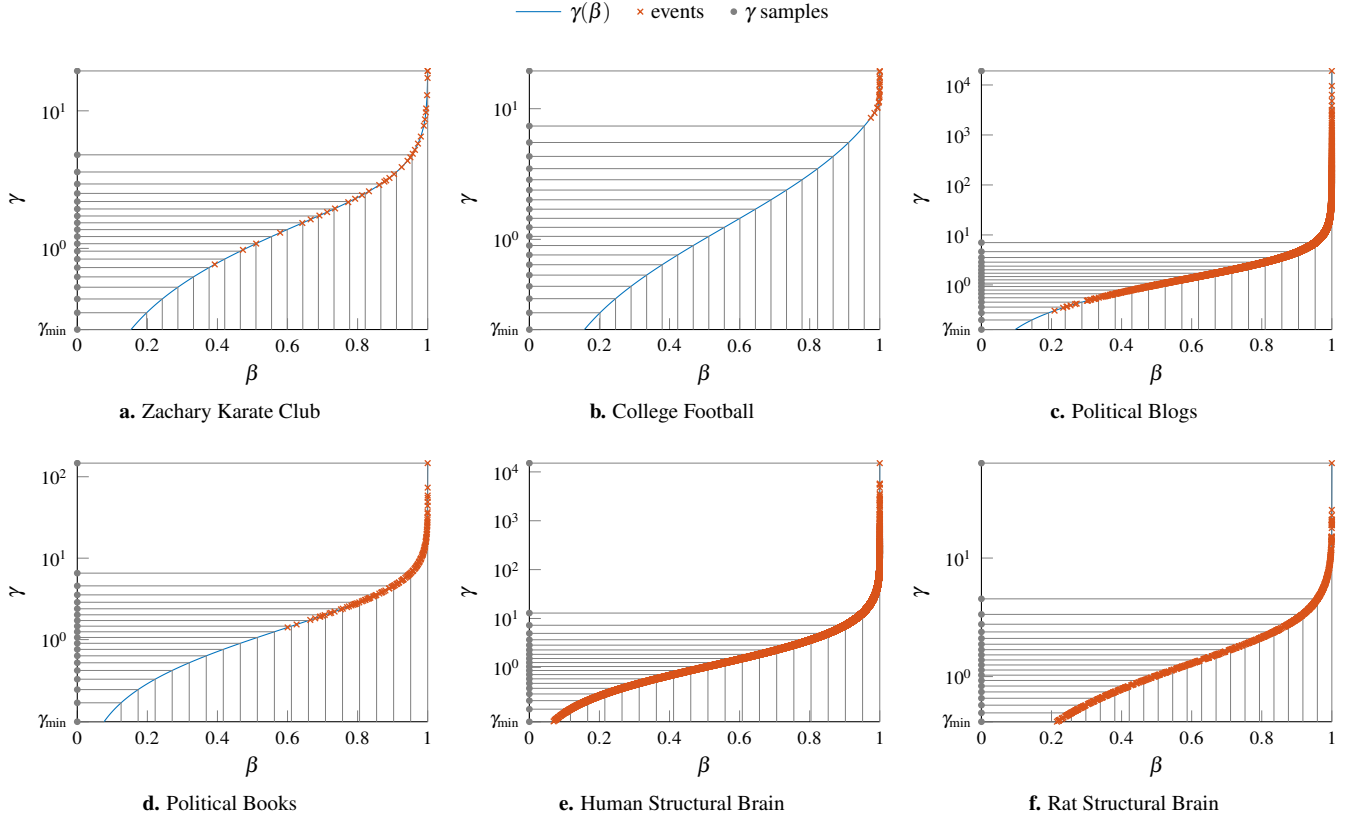 γ(β) events γ samples
10¹
10⁰
γmin
γ
0 0.2 0.4 0.6 0.8 1
β
a. Zachary Karate Club
10¹
10⁰
γmin
γ
0 0.2 0.4 0.6 0.8 1
β
b. College Football
10⁴
10³
10²
10¹
10⁰
γmin
γ
0 0.2 0.4 0.6 0.8 1
β
c. Political Blogs
10²
10¹
10⁰
γmin
γ
0 0.2 0.4 0.6 0.8 1
β
d. Political Books
10⁴
10³
10²
10¹
10⁰
γmin
γ
0 0.2 0.4 0.6 0.8 1
β
e. Human Structural Brain
10¹
10⁰
γmin
γ
0 0.2 0.4 0.6 0.8 1
β
f. Rat Structural Brain